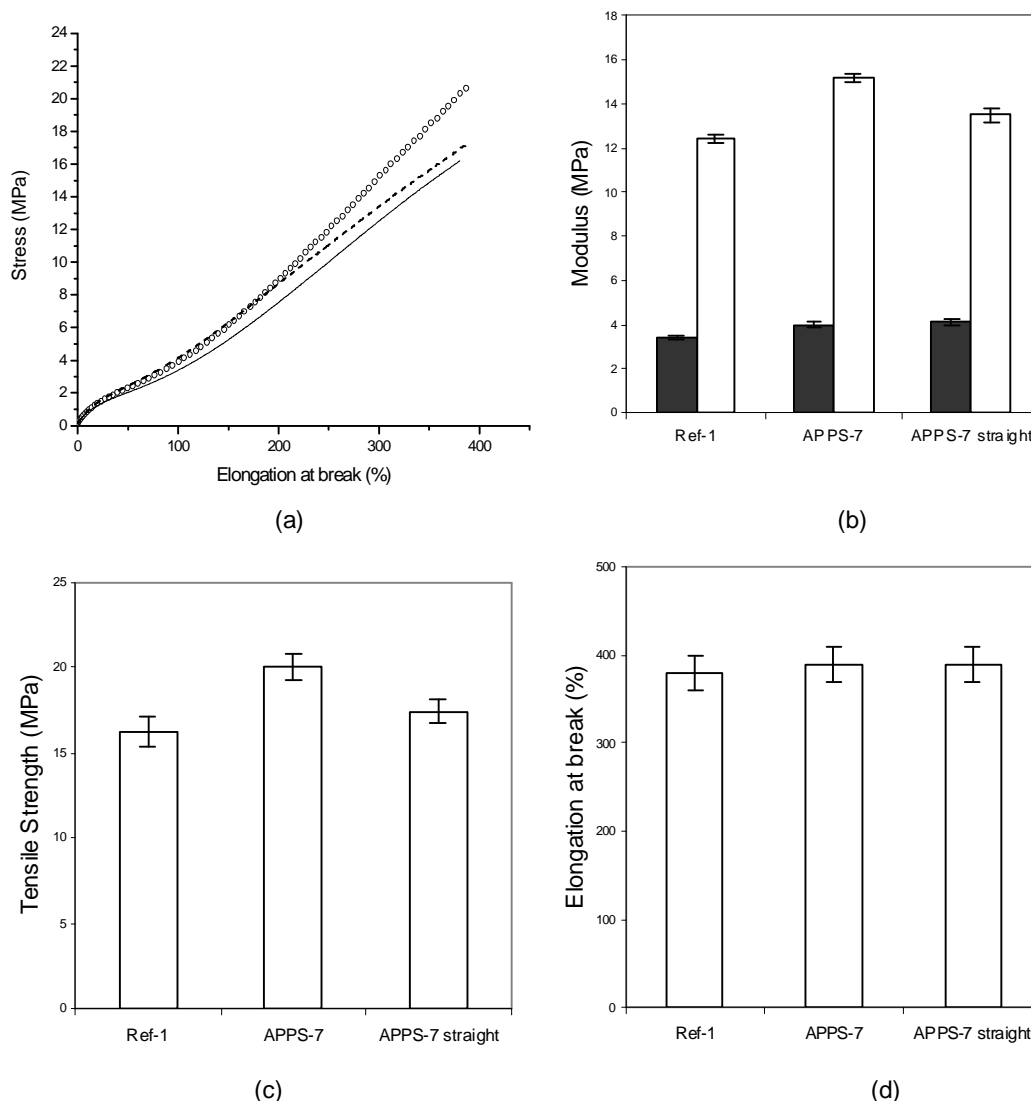 24
22
20
18
16
14
12
10
8
6
4
2
0
Stress (MPa)
0 100 200 300 400
Elongation at break (%)
(a)
18
16
14
12
10
8
6
4
2
0
Modulus (MPa)
Ref-1 APPS-7 APPS-7 straight
(b)
25
20
15
10
5
0
Tensile Strength (MPa)
Ref-1 APPS-7 APPS-7 straight
(c)
500
400
300
200
100
0
Elongation at break (%)
Ref-1 APPS-7 APPS-7 straight
(d)